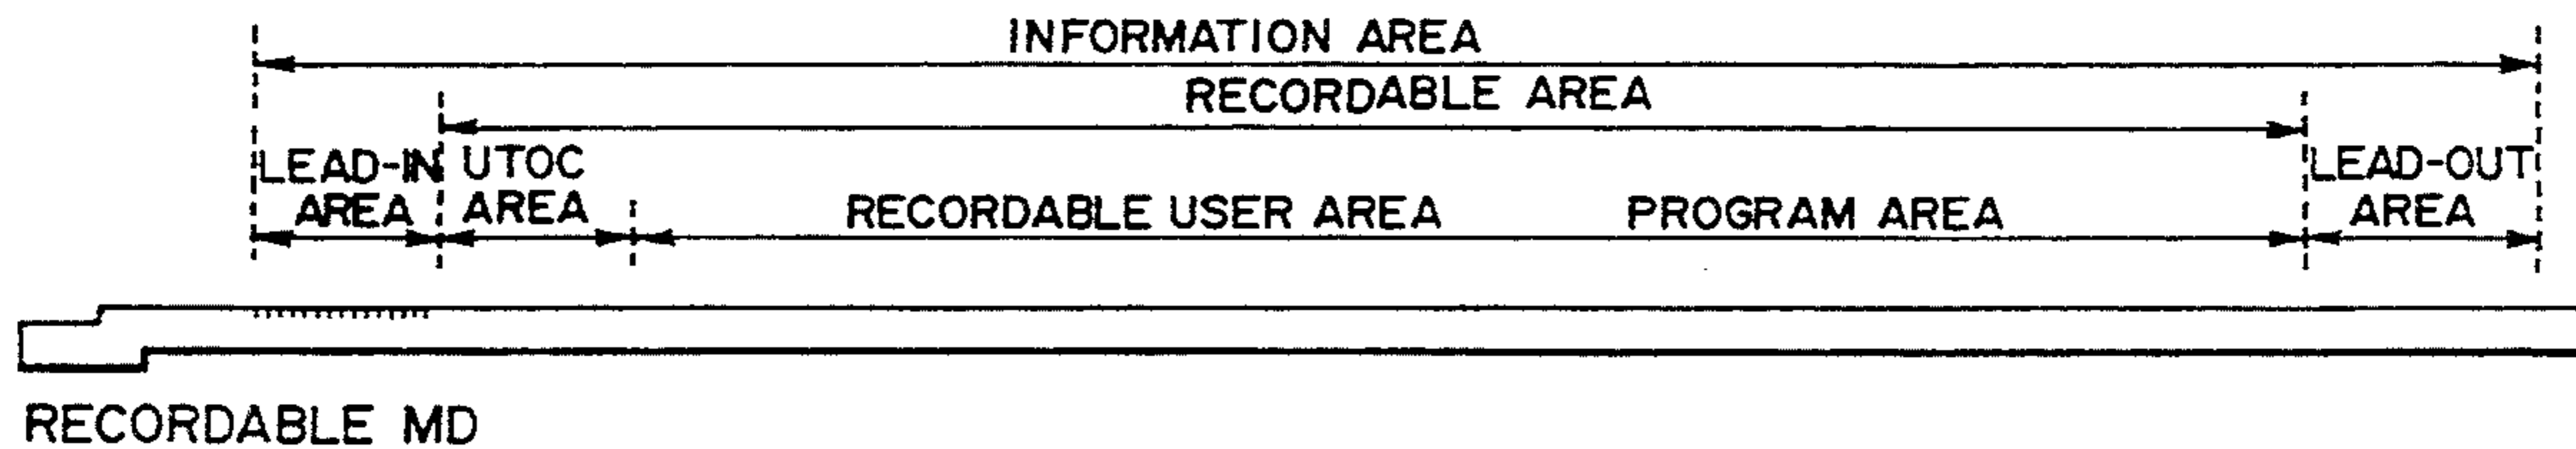 INFORMATION AREA
RECORDABLE AREA
LEAD-IN AREA
UTOC AREA
RECORDABLE USER AREA
PROGRAM AREA
LEAD-OUT AREA
RECORDABLE MD